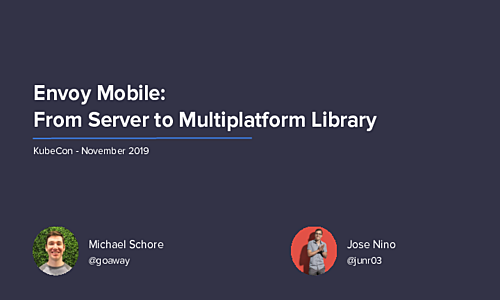 Envoy Mobile:
From Server to Multiplatform Library
KubeCon - November 2019
Michael Schore
@goaway
Jose Nino
@junr03